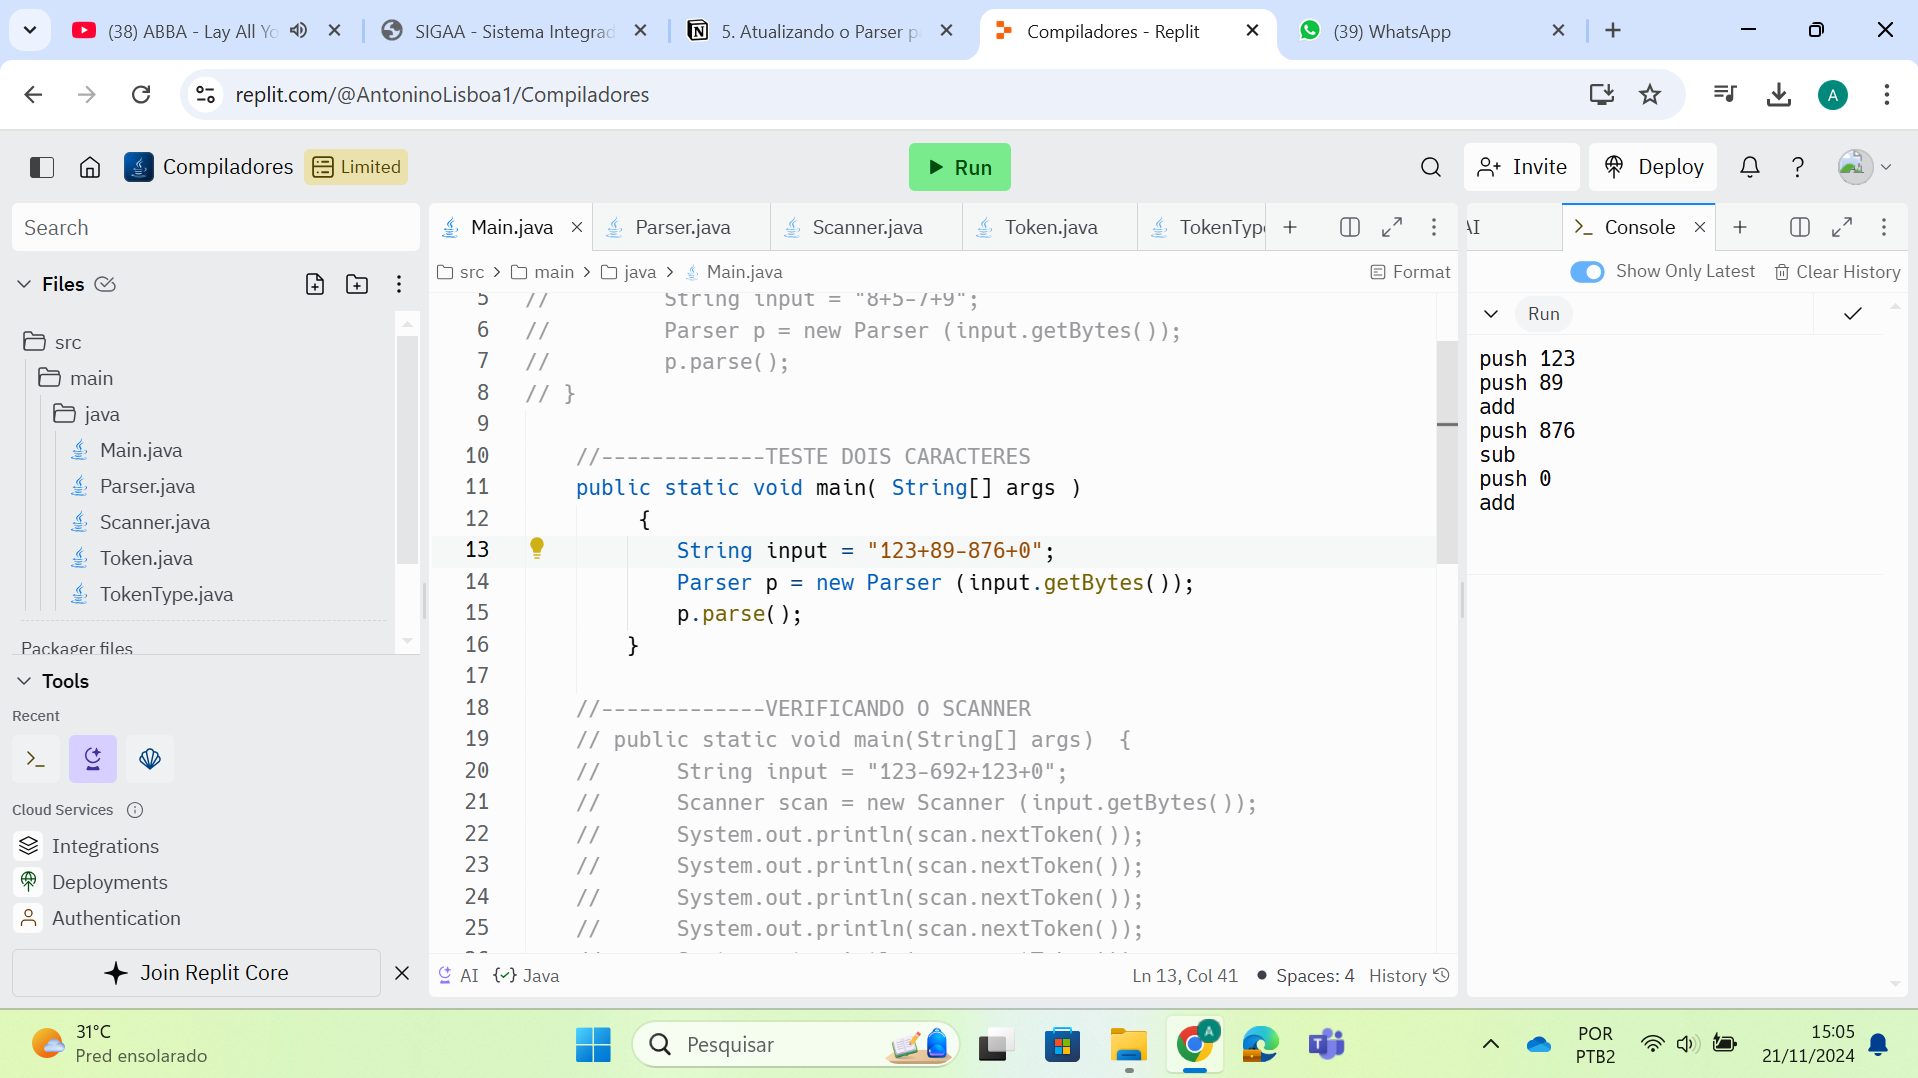 (38) ABBA - Lay All Yo
SIGAA - Sistema Integrad
5. Atualizando o Parser p
Compiladores - Replit
(39) WhatsApp
replit.com/@AntoninoLisboa1/Compiladores
A
Compiladores
Limited
Run
Invite
Deploy
Search
Files
src
main
java
Main.java
Parser.java
Scanner.java
Token.java
TokenType.java
Packager files
Tools
Recent
Cloud Services
Integrations
Deployments
Authentication
Join Replit Core
Main.java
Parser.java
Scanner.java
Token.java
TokenType
src > main > java > Main.java
Format
5 // String input = "8+5-7+9";
6 // Parser p = new Parser (input.getBytes());
7 // p.parse();
8 // }
9
10 //-------------TESTE DOIS CARACTERES
11 public static void main( String[] args )
12 {
13 String input = "123+89-876+0";
14 Parser p = new Parser (input.getBytes());
15 p.parse();
16 }
17
18 //-------------VERIFICANDO O SCANNER
19 // public static void main(String[] args) {
20 // String input = "123-692+123+0";
21 // Scanner scan = new Scanner (input.getBytes());
22 // System.out.println(scan.nextToken());
23 // System.out.println(scan.nextToken());
24 // System.out.println(scan.nextToken());
25 // System.out.println(scan.nextToken());
AI
Java
Ln 13, Col 41
Spaces: 4
History
AI
Console
Show Only Latest
Clear History
Run
push 123
push 89
add
push 876
sub
push 0
add
31°C
Pred ensolarado
Pesquisar
A
POR
PTB2
15:05
21/11/2024